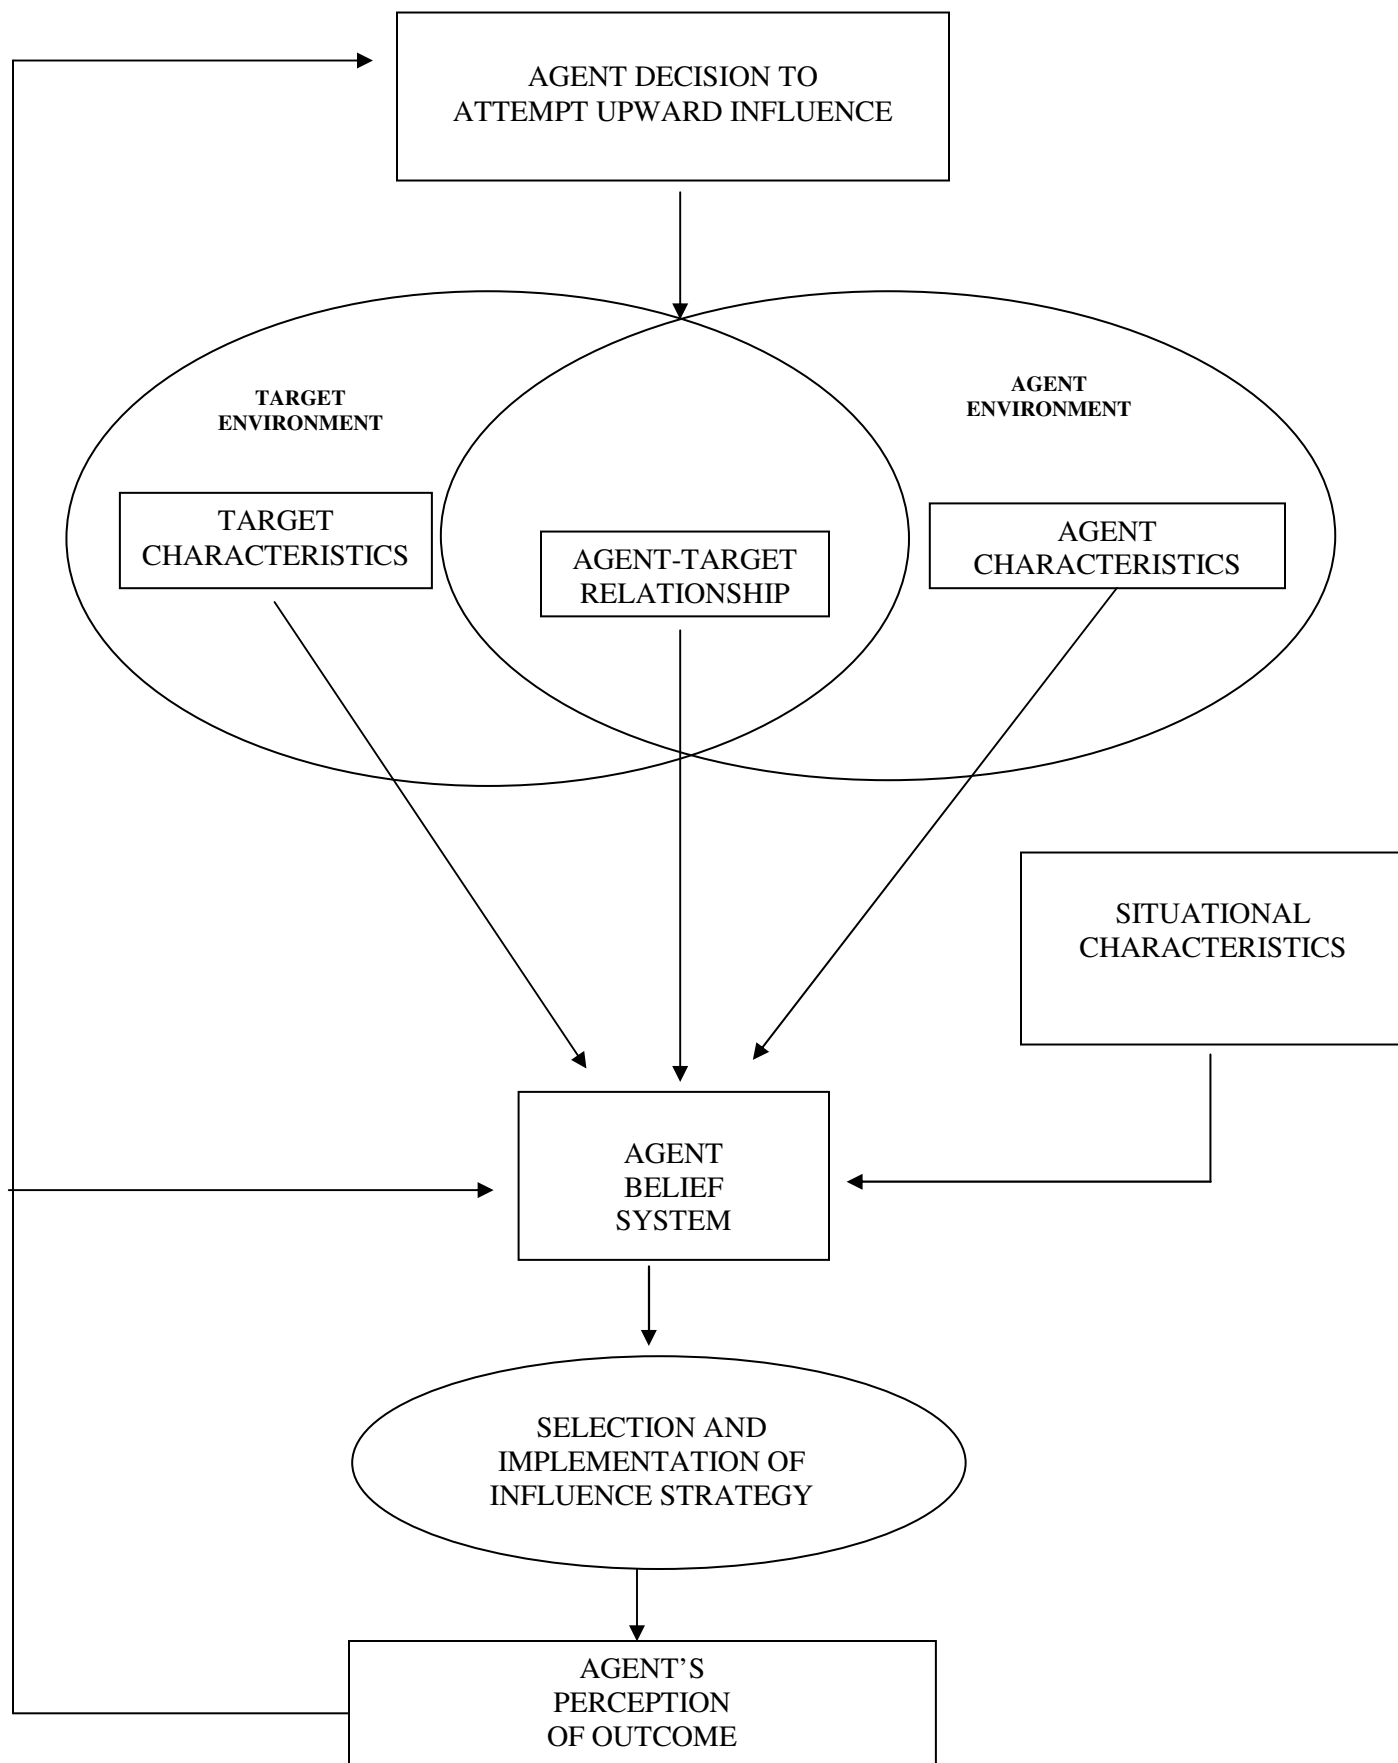 AGENT DECISION TO
ATTEMPT UPWARD INFLUENCE
TARGET
ENVIRONMENT
AGENT
ENVIRONMENT
TARGET
CHARACTERISTICS
AGENT-TARGET
RELATIONSHIP
AGENT
CHARACTERISTICS
SITUATIONAL
CHARACTERISTICS
AGENT
BELIEF
SYSTEM
SELECTION AND
IMPLEMENTATION OF
INFLUENCE STRATEGY
AGENT’S
PERCEPTION
OF OUTCOME